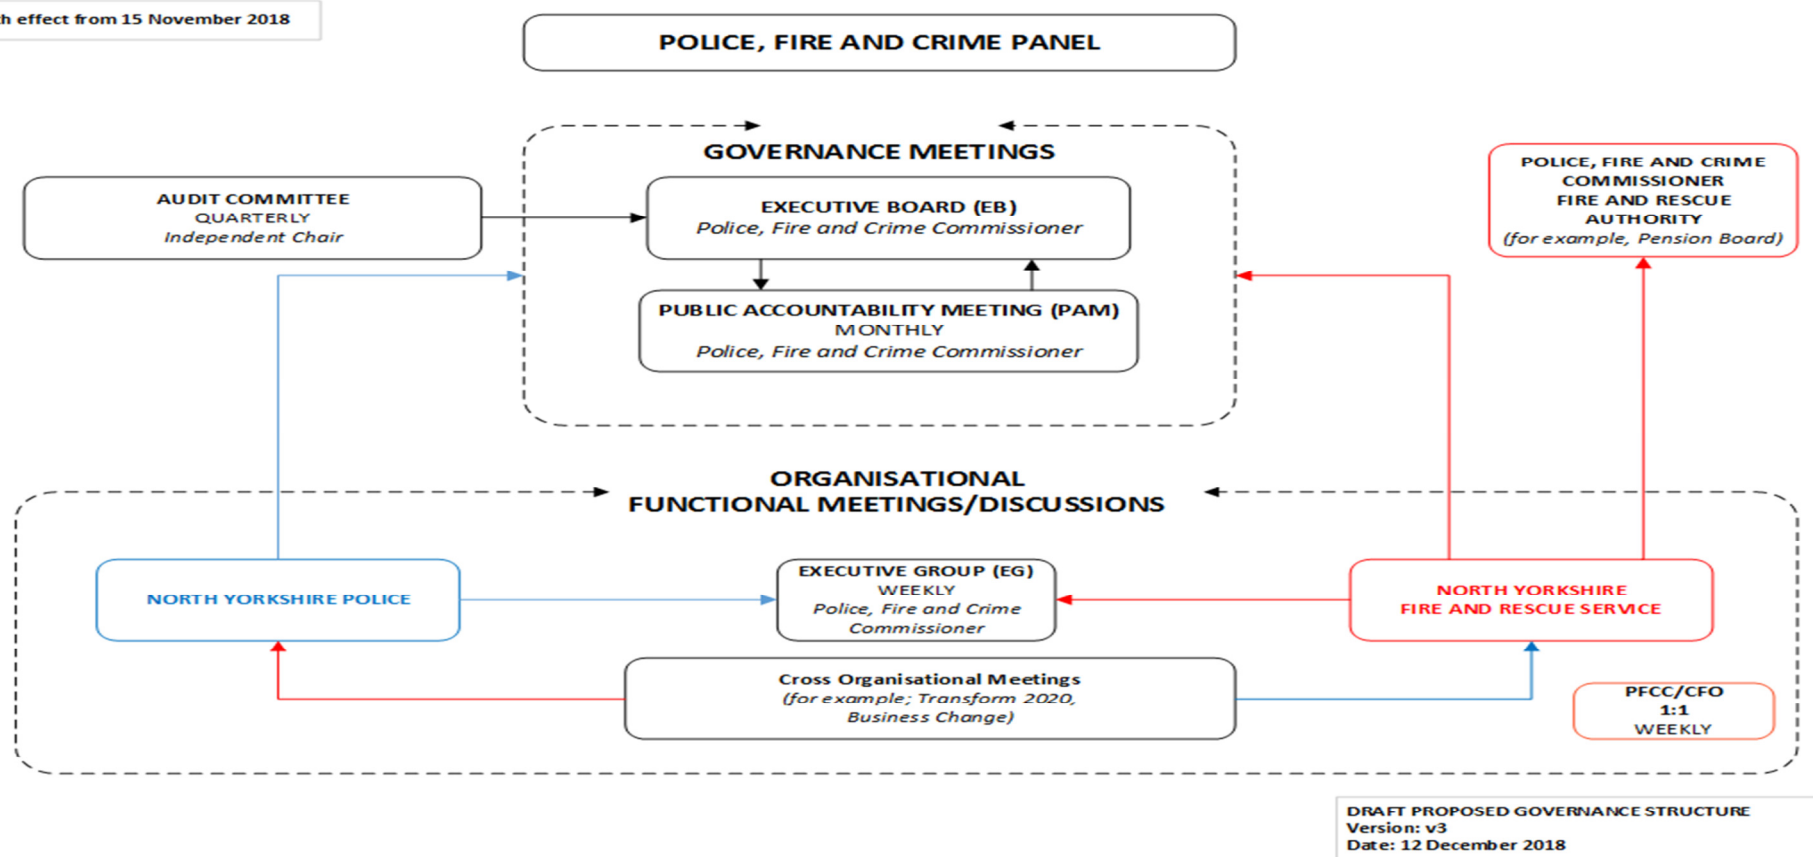 effect from 15 November 2018
POLICE, FIRE AND CRIME PANEL
GOVERNANCE MEETINGS
AUDIT COMMITTEE
QUARTERLY
Independent Chair
EXECUTIVE BOARD (EB)
Police, Fire and Crime Commissioner
PUBLIC ACCOUNTABILITY MEETING (PAM)
MONTHLY
Police, Fire and Crime Commissioner
POLICE, FIRE AND CRIME
COMMISSIONER
FIRE AND RESCUE
AUTHORITY
(for example, Pension Board)
ORGANISATIONAL
FUNCTIONAL MEETINGS/DISCUSSIONS
NORTH YORKSHIRE POLICE
EXECUTIVE GROUP (EG)
WEEKLY
Police, Fire and Crime
Commissioner
NORTH YORKSHIRE
FIRE AND RESCUE SERVICE
Cross Organisational Meetings
(for example; Transform 2020,
Business Change)
PFCC/CFO
1:1
WEEKLY
DRAFT PROPOSED GOVERNANCE STRUCTURE
Version: v3
Date: 12 December 2018